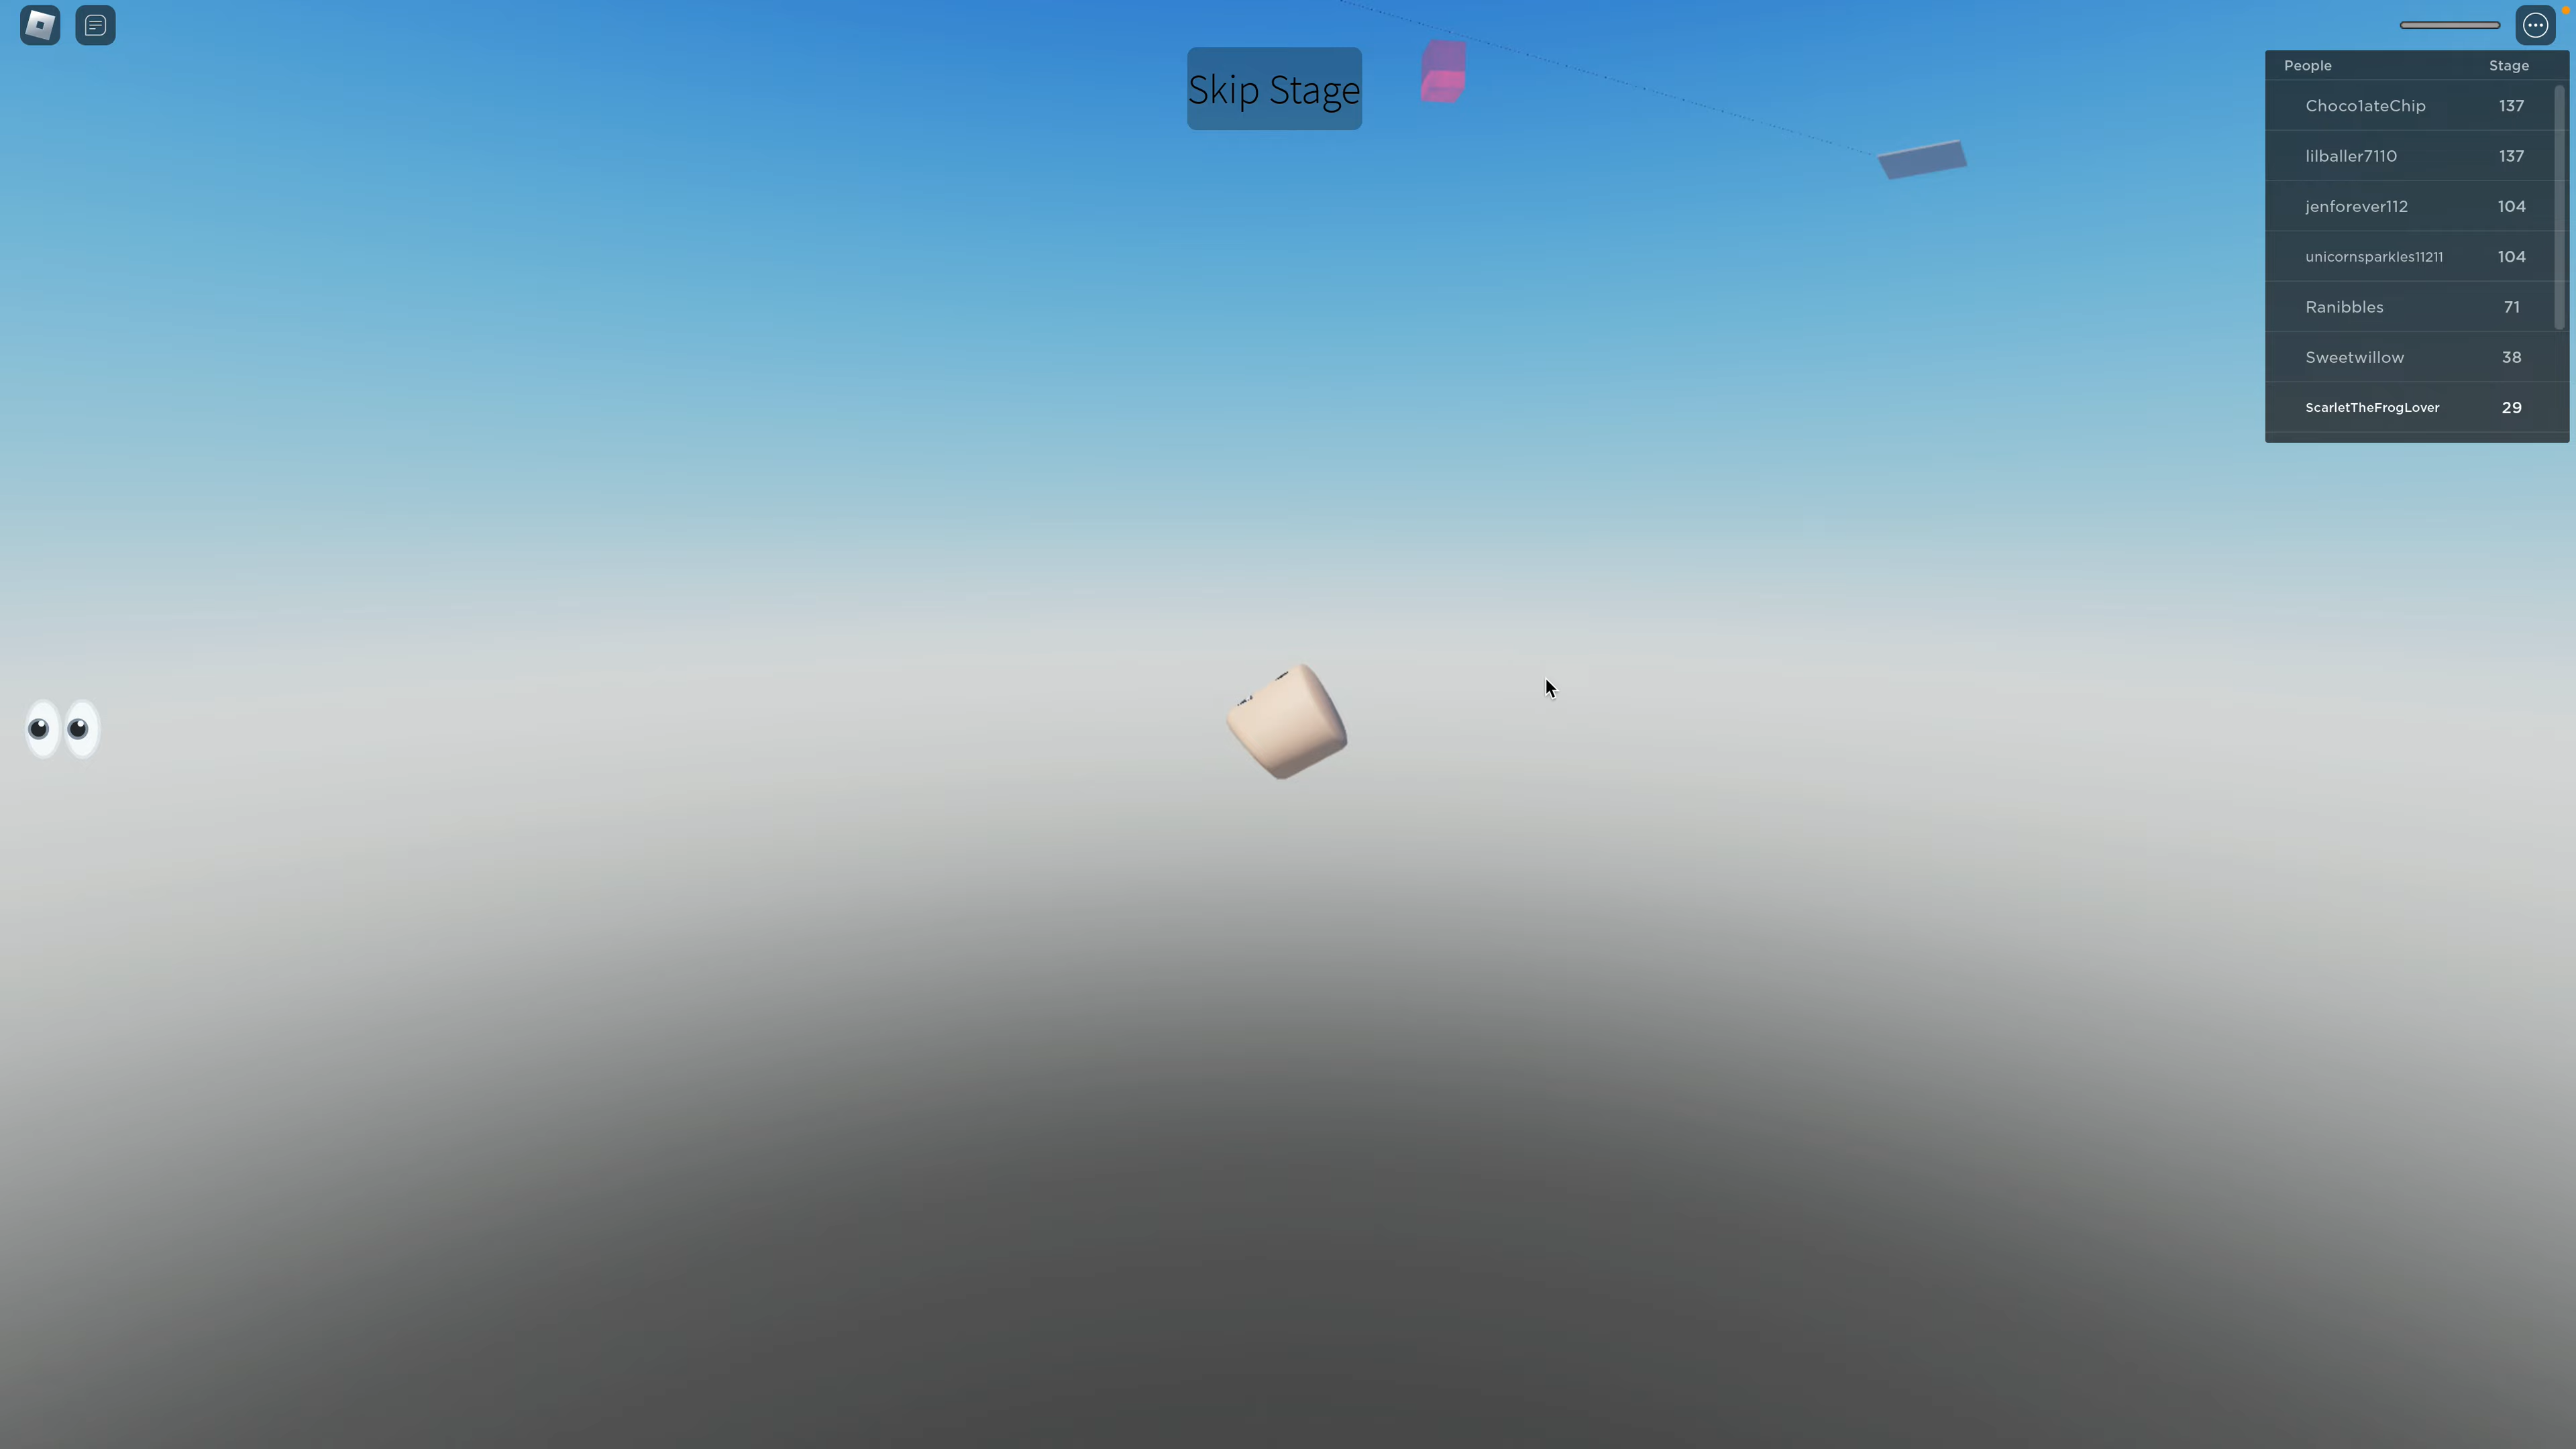 Skip Stage
People Stage
Choco1ateChip 137
lilballer7110 137
jenforever112 104
unicornsparkles11211 104
Ranibbles 71
Sweetwillow 38
ScarletTheFrogLover 29